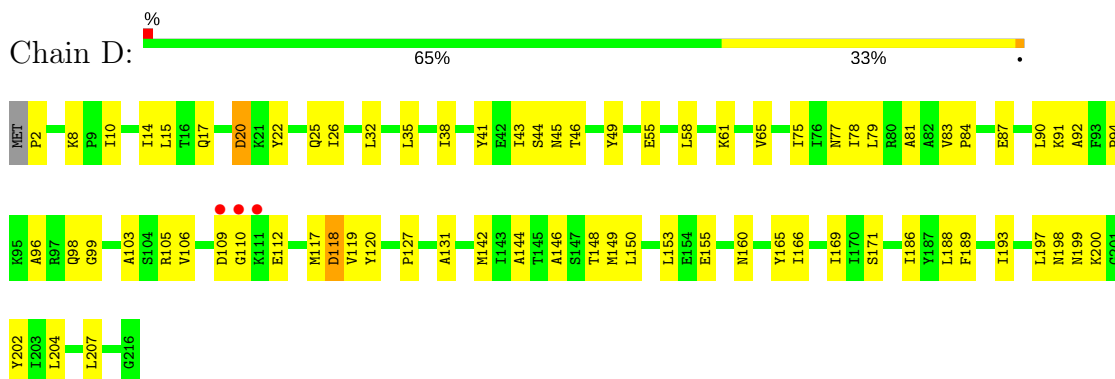 %
Chain D:
65% 33% •
MET P2 K8 P9 I10 I14 L15 T16 Q17 D20 K21 Y22 Q25 I26 L32 L35 I38 Y41 E42 I43 S44 N45 T46 Y49 E55 L58 K61 V65 I75 I76 N77 I78 L79 R80 A81 A82 V83 P84 E87 L90 K91 A92 F93
K95 A96 R97 Q98 G99 A103 S104 R105 V106 D109 G110 K111 E112 M117 D118 V119 Y120 P127 A131 M142 I143 A144 T145 A146 S147 T148 M149 L150 L153 E154 E155 N160 Y165 I166 I169 I170 S171 I186 Y187 L188 F189 I193 L197 N198 N199 K200
Y202 I203 L204 L207 G216